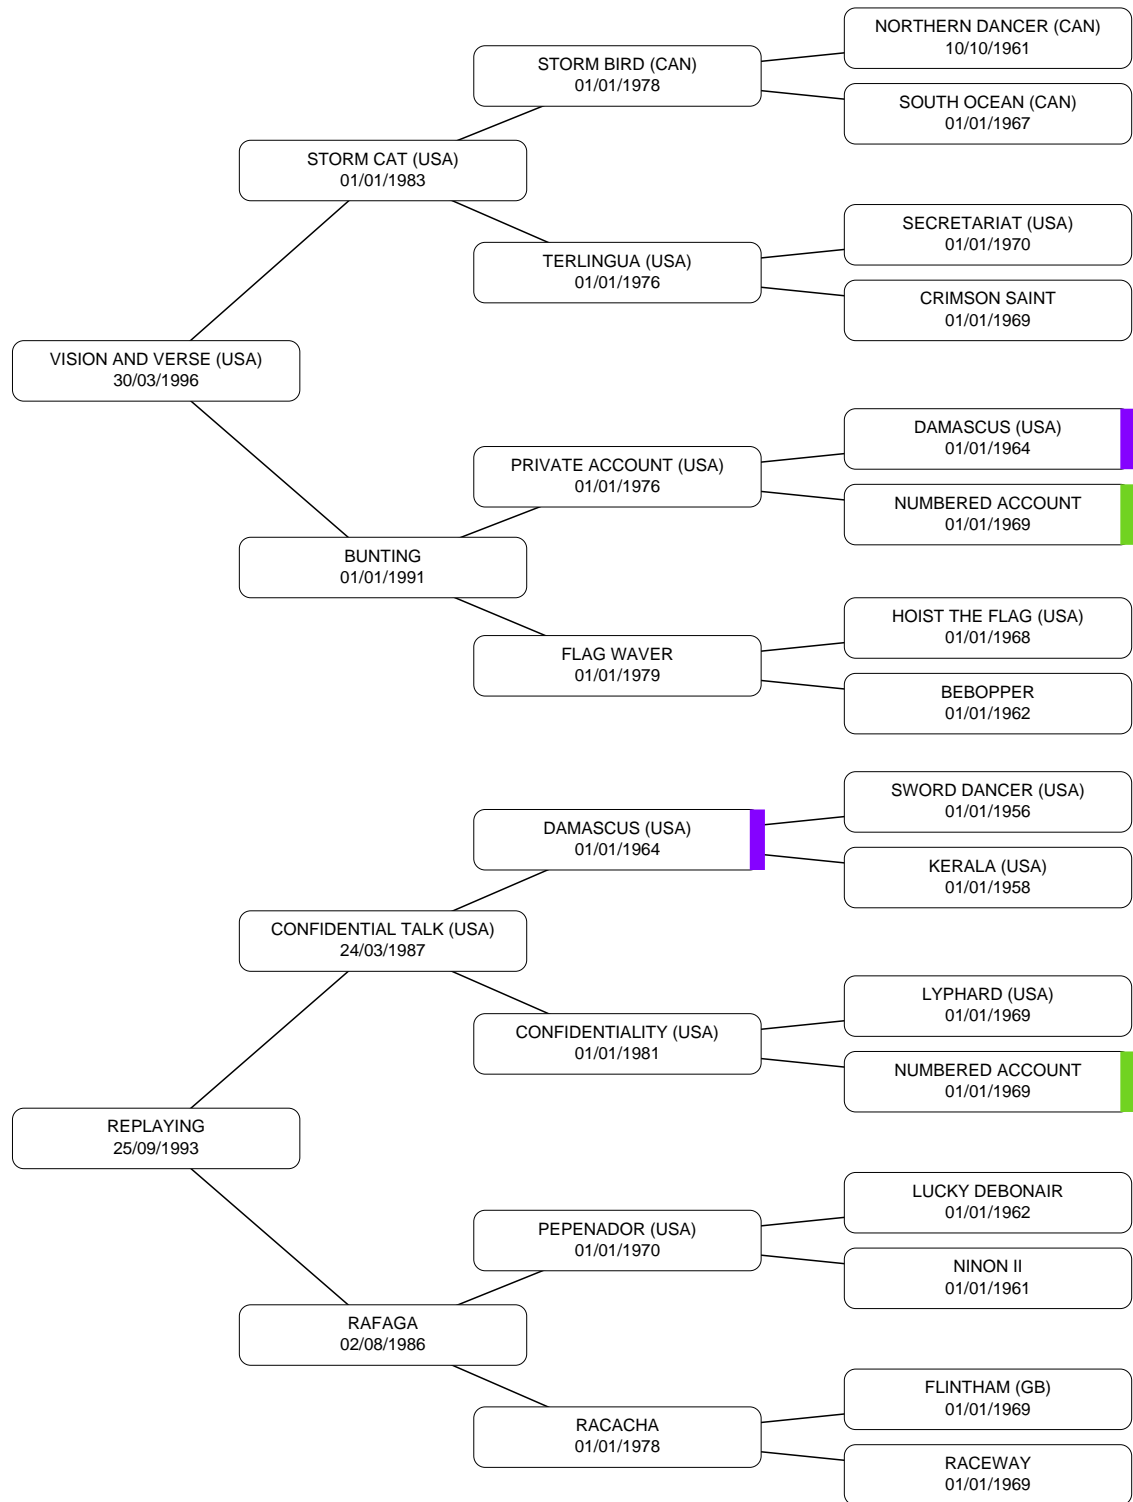 NORTHERN DANCER (CAN)
10/10/1961
STORM BIRD (CAN)
01/01/1978
SOUTH OCEAN (CAN)
01/01/1967
STORM CAT (USA)
01/01/1983
SECRETARIAT (USA)
01/01/1970
TERLINGUA (USA)
01/01/1976
CRIMSON SAINT
01/01/1969
VISION AND VERSE (USA)
30/03/1996
DAMASCUS (USA)
01/01/1964
PRIVATE ACCOUNT (USA)
01/01/1976
NUMBERED ACCOUNT
01/01/1969
BUNTING
01/01/1991
HOIST THE FLAG (USA)
01/01/1968
FLAG WAVER
01/01/1979
BEBOPPER
01/01/1962
SWORD DANCER (USA)
01/01/1956
DAMASCUS (USA)
01/01/1964
KERALA (USA)
01/01/1958
CONFIDENTIAL TALK (USA)
24/03/1987
LYPHARD (USA)
01/01/1969
CONFIDENTIALITY (USA)
01/01/1981
NUMBERED ACCOUNT
01/01/1969
REPLAYING
25/09/1993
LUCKY DEBONAIR
01/01/1962
PEPENADOR (USA)
01/01/1970
NINON II
01/01/1961
RAFAGA
02/08/1986
FLINTHAM (GB)
01/01/1969
RACACHA
01/01/1978
RACEWAY
01/01/1969